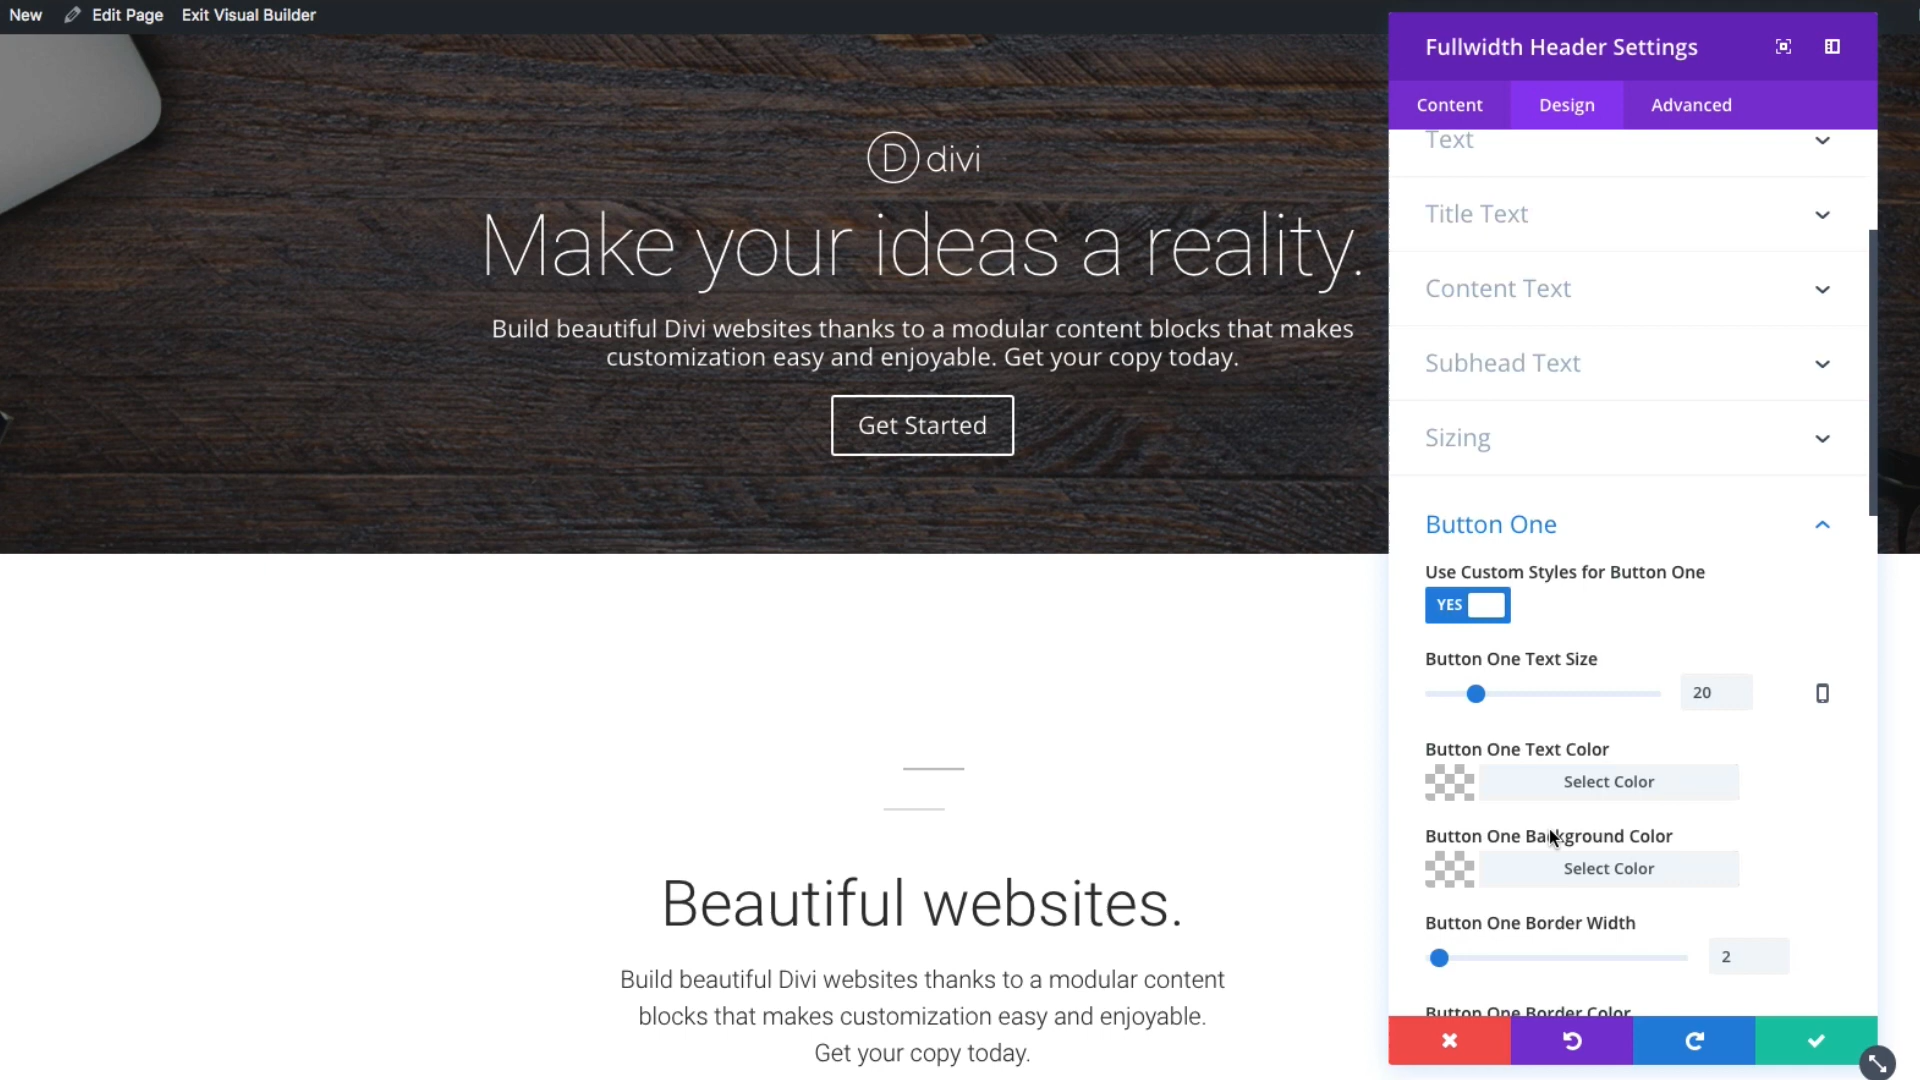 New Edit Page Exit Visual Builder
D divi
Make your ideas a reality.
Build beautiful Divi websites thanks to a modular content blocks that makes
customization easy and enjoyable. Get your copy today.
Get Started
Beautiful websites.
Build beautiful Divi websites thanks to a modular content
blocks that makes customization easy and enjoyable.
Get your copy today.
Fullwidth Header Settings
Content Design Advanced
Text
Title Text
Content Text
Subhead Text
Sizing
Button One
Use Custom Styles for Button One
YES
Button One Text Size
20
Button One Text Color
Select Color
Button One Background Color
Select Color
Button One Border Width
2
Button One Border Color